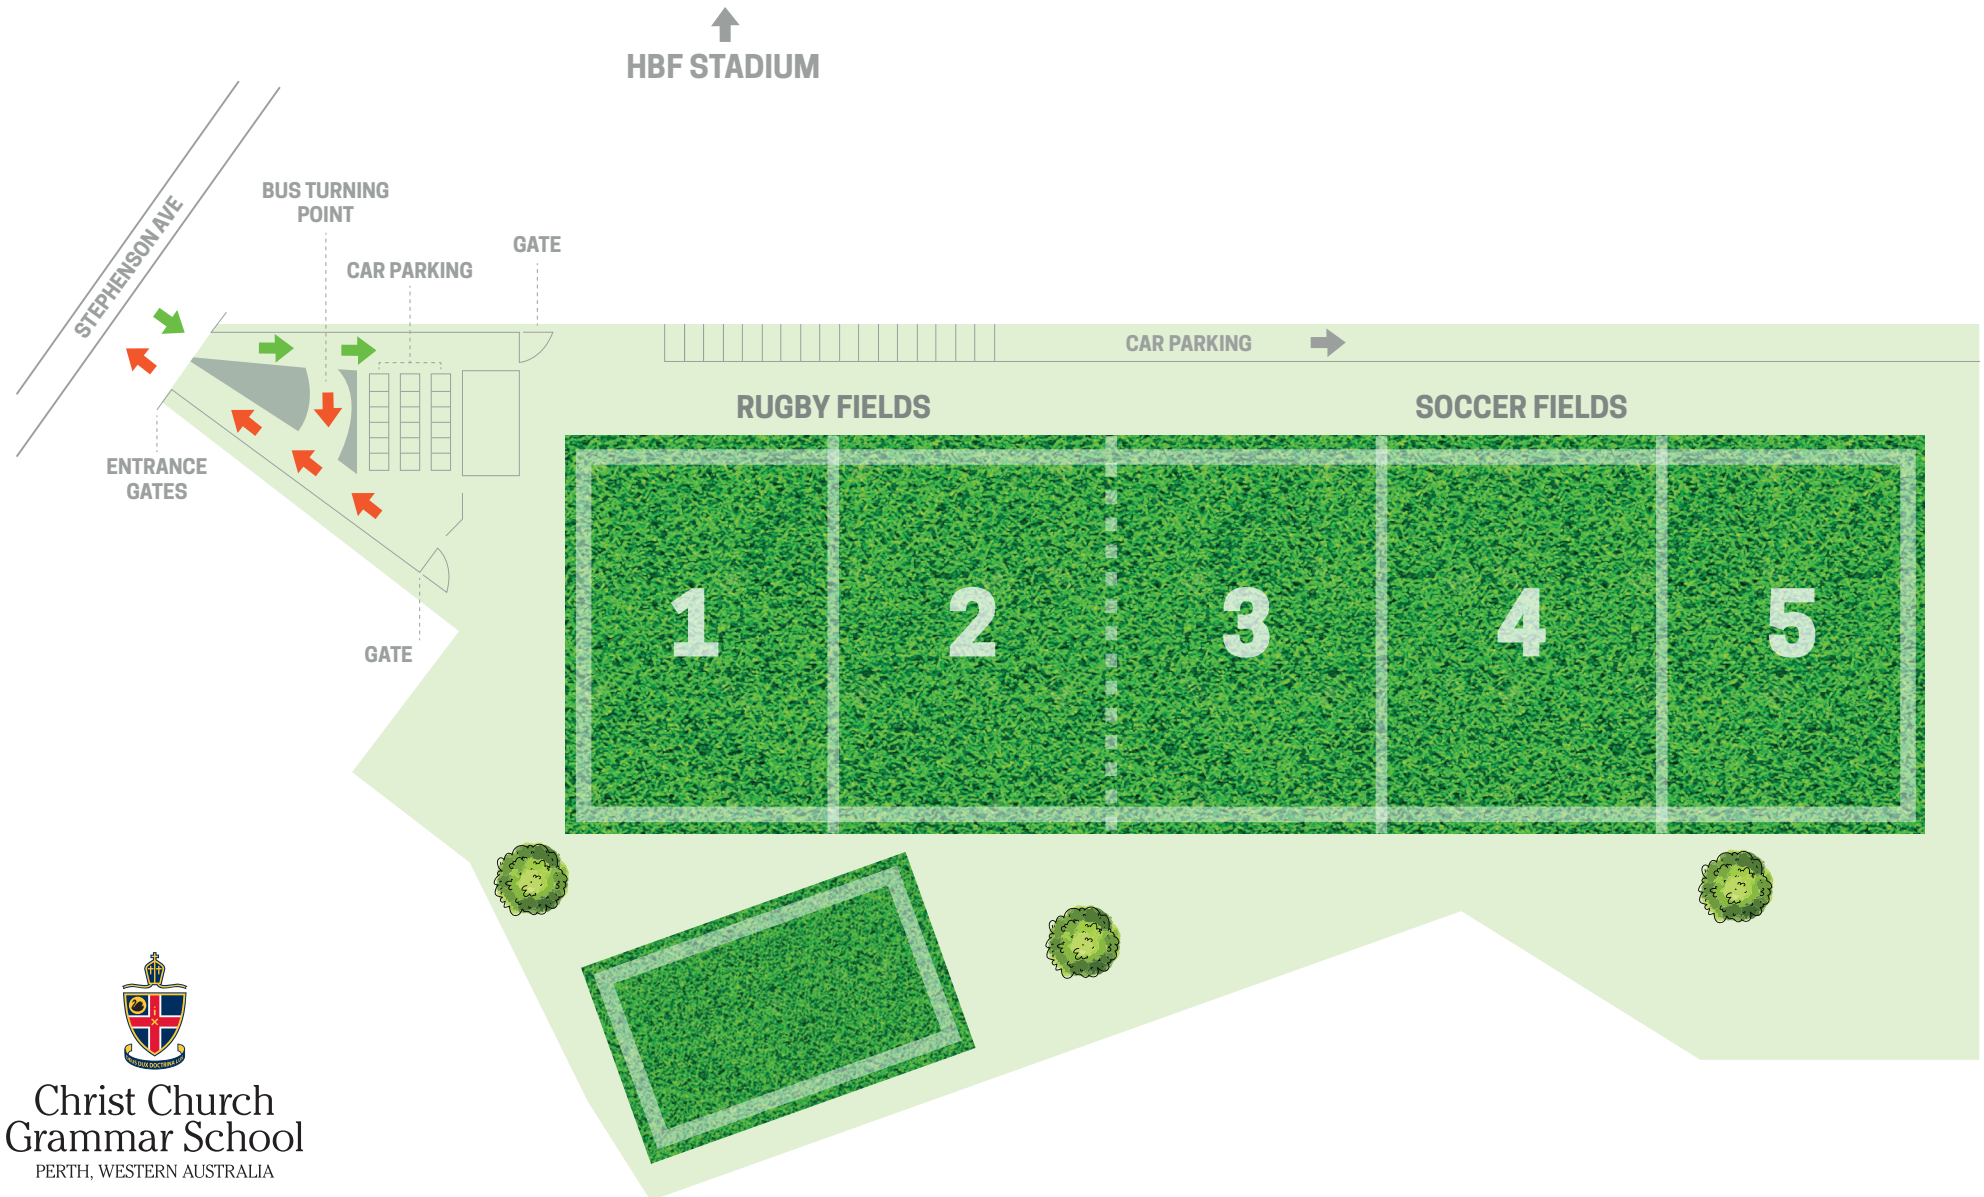 HBF STADIUM
STEPHENSON AVE
BUS TURNING
POINT
CAR PARKING
GATE
ENTRANCE
GATES
GATE
CAR PARKING
RUGBY FIELDS
SOCCER FIELDS
1
2
3
4
5
Christ Church
Grammar School
PERTH, WESTERN AUSTRALIA